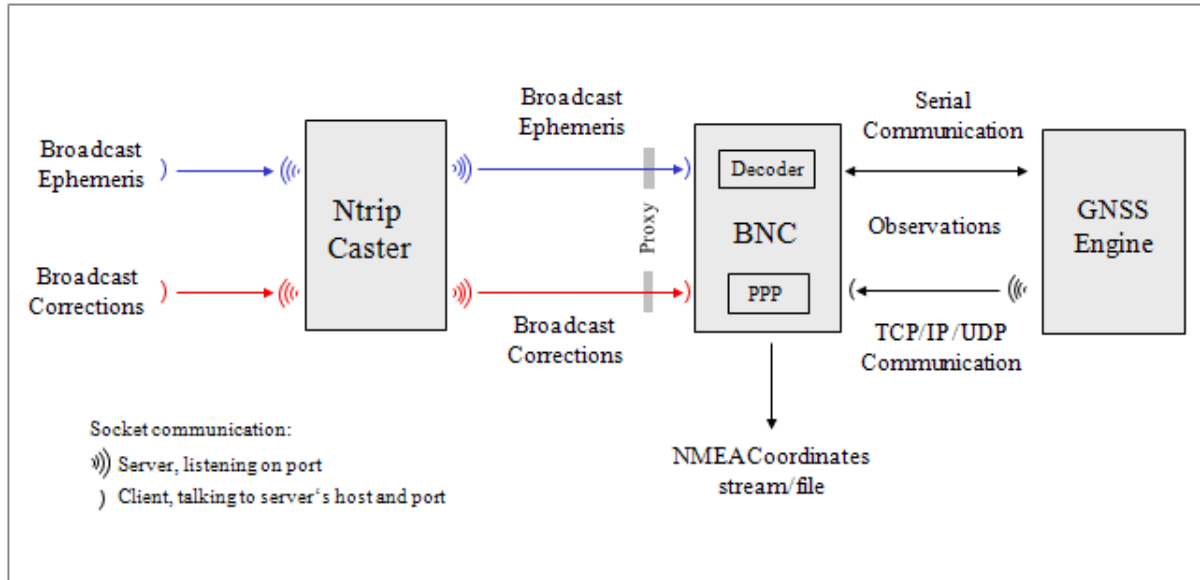 Broadcast
Ephemeris
Broadcast
Corrections
Ntrip
Caster
Broadcast
Ephemeris
Proxy
Broadcast
Corrections
Decoder
BNC
PPP
Serial
Communication
Observations
TCP/IP/UDP
Communication
GNSS
Engine
NMEA Coordinates
stream/file
Socket communication:
Server, listening on port
Client, talking to server‘s host and port